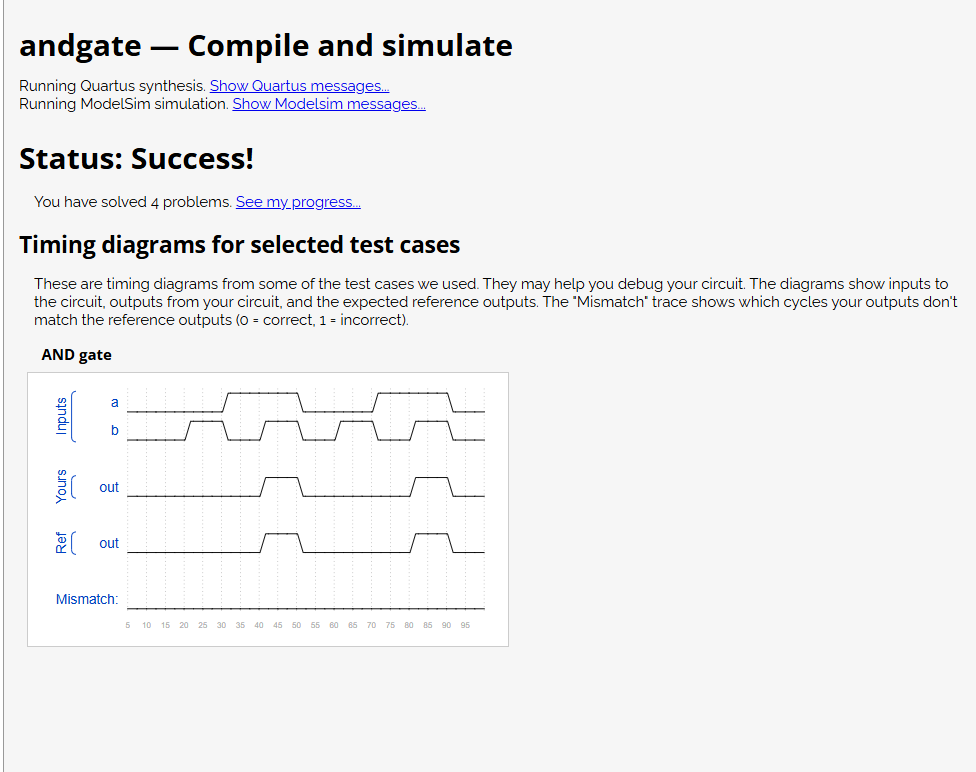 andgate — Compile and simulate
Running Quartus synthesis. Show Quartus messages...
Running ModelSim simulation. Show Modelsim messages...
Status: Success!
You have solved 4 problems. See my progress...
Timing diagrams for selected test cases
These are timing diagrams from some of the test cases we used. They may help you debug your circuit. The diagrams show inputs to
the circuit, outputs from your circuit, and the expected reference outputs. The "Mismatch" trace shows which cycles your outputs don't
match the reference outputs (0 = correct, 1 = incorrect).
AND gate
Inputs
a
b
Yours
out
Ref
out
Mismatch:
5 10 15 20 25 30 35 40 45 50 55 60 65 70 75 80 85 90 95